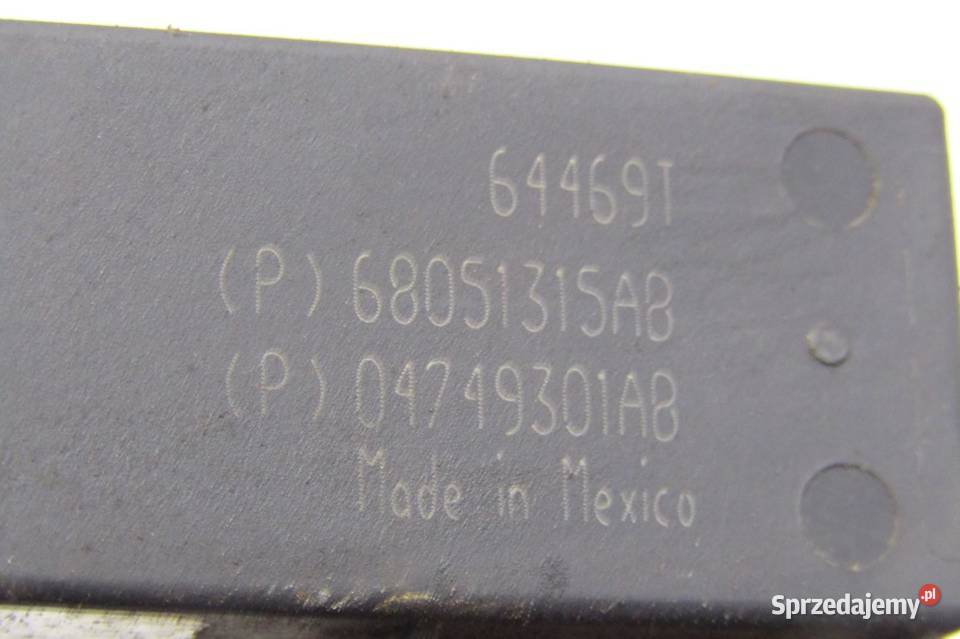 64469T
(P) 68051315AB
(P) 04749301AB
Made in Mexico
Sprzedajemy.pl